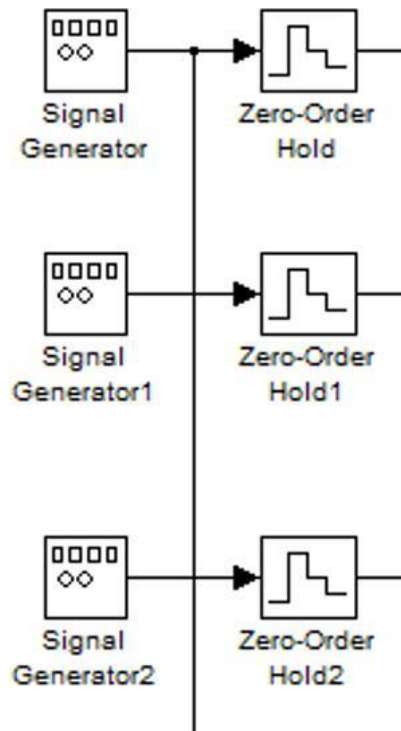 Signal
Generator
Zero-Order
Hold
Signal
Generator1
Zero-Order
Hold1
Signal
Generator2
Zero-Order
Hold2